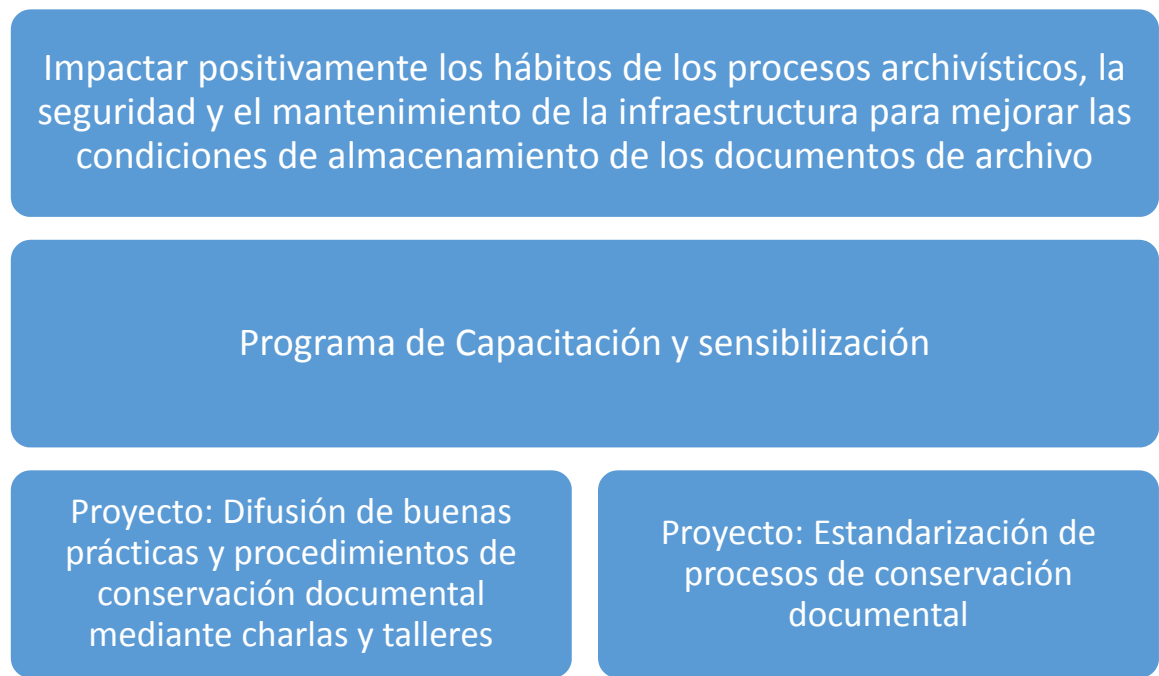 Impactar positivamente los hábitos de los procesos archivísticos, la
seguridad y el mantenimiento de la infraestructura para mejorar las
condiciones de almacenamiento de los documentos de archivo
Programa de Capacitación y sensibilización
Proyecto: Difusión de buenas
prácticas y procedimientos de
conservación documental
mediante charlas y talleres
Proyecto: Estandarización de
procesos de conservación
documental